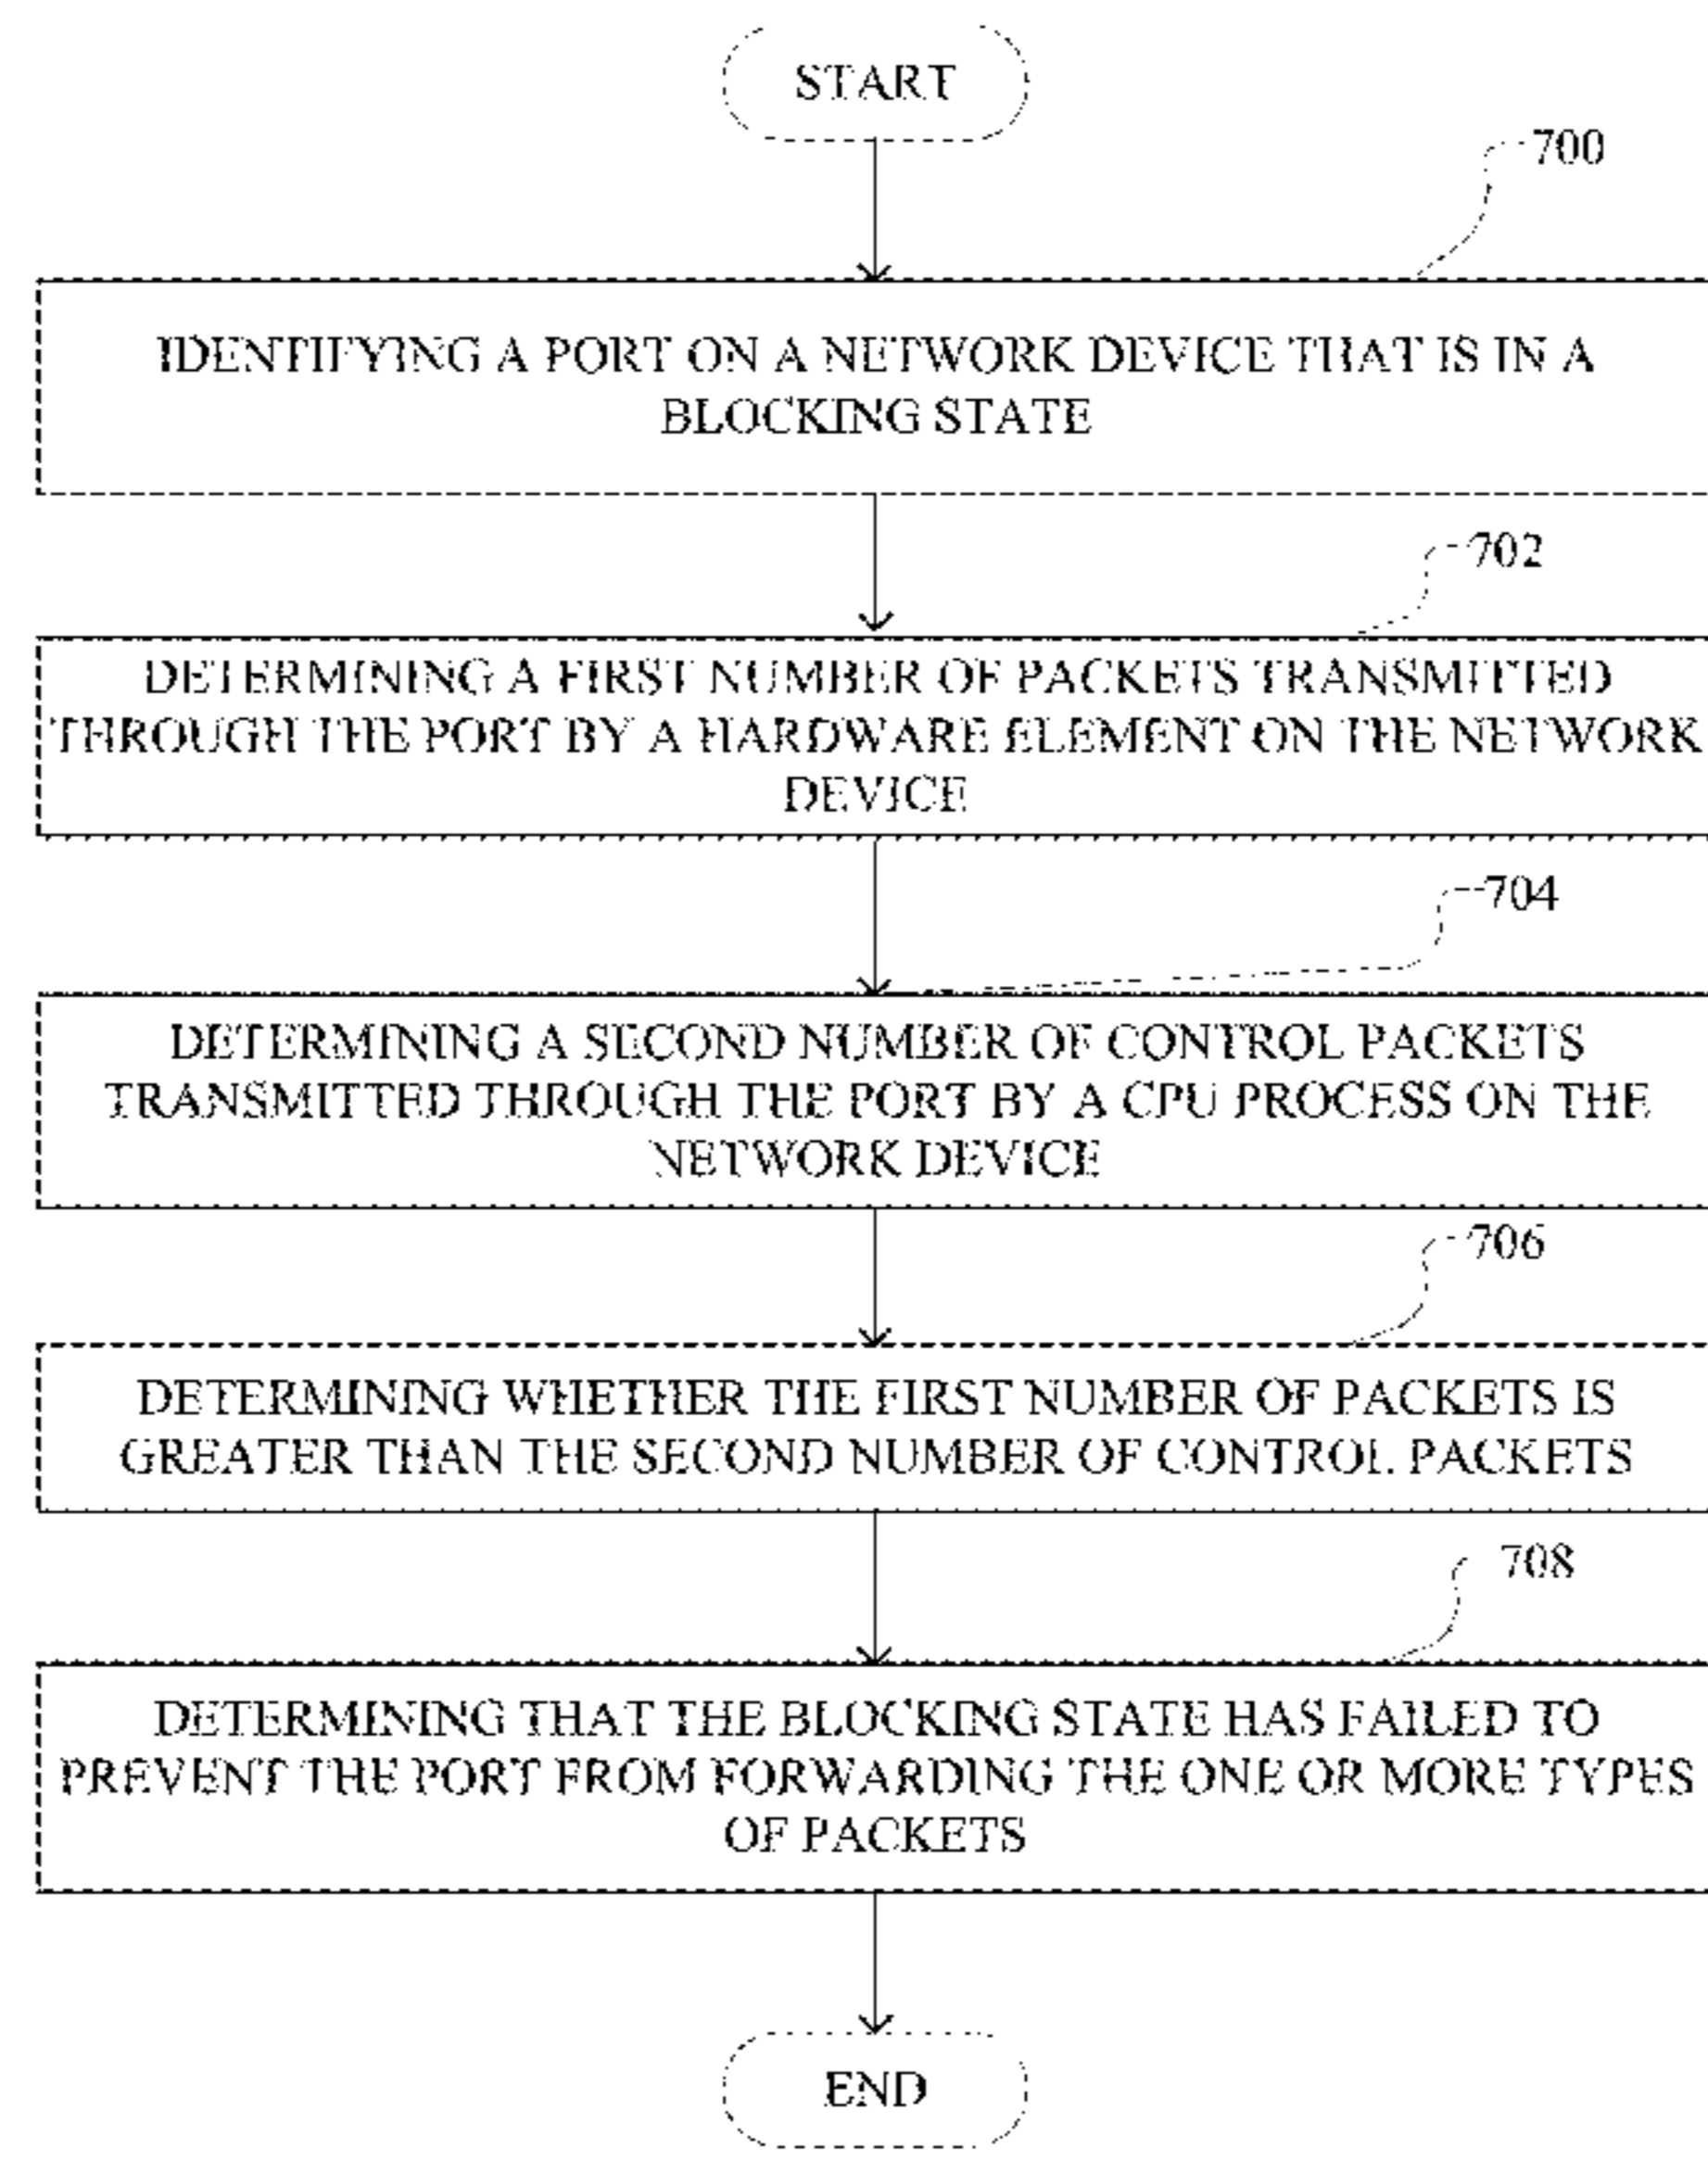 START
700
IDENTIFYING A PORT ON A NETWORK DEVICE THAT IS IN A
BLOCKING STATE
702
DETERMINING A FIRST NUMBER OF PACKETS TRANSMITTED
THROUGH THE PORT BY A HARDWARE ELEMENT ON THE NETWORK
DEVICE
704
DETERMINING A SECOND NUMBER OF CONTROL PACKETS
TRANSMITTED THROUGH THE PORT BY A CPU PROCESS ON THE
NETWORK DEVICE
706
DETERMINING WHETHER THE FIRST NUMBER OF PACKETS IS
GREATER THAN THE SECOND NUMBER OF CONTROL PACKETS
708
DETERMINING THAT THE BLOCKING STATE HAS FAILED TO
PREVENT THE PORT FROM FORWARDING THE ONE OR MORE TYPES
OF PACKETS
END